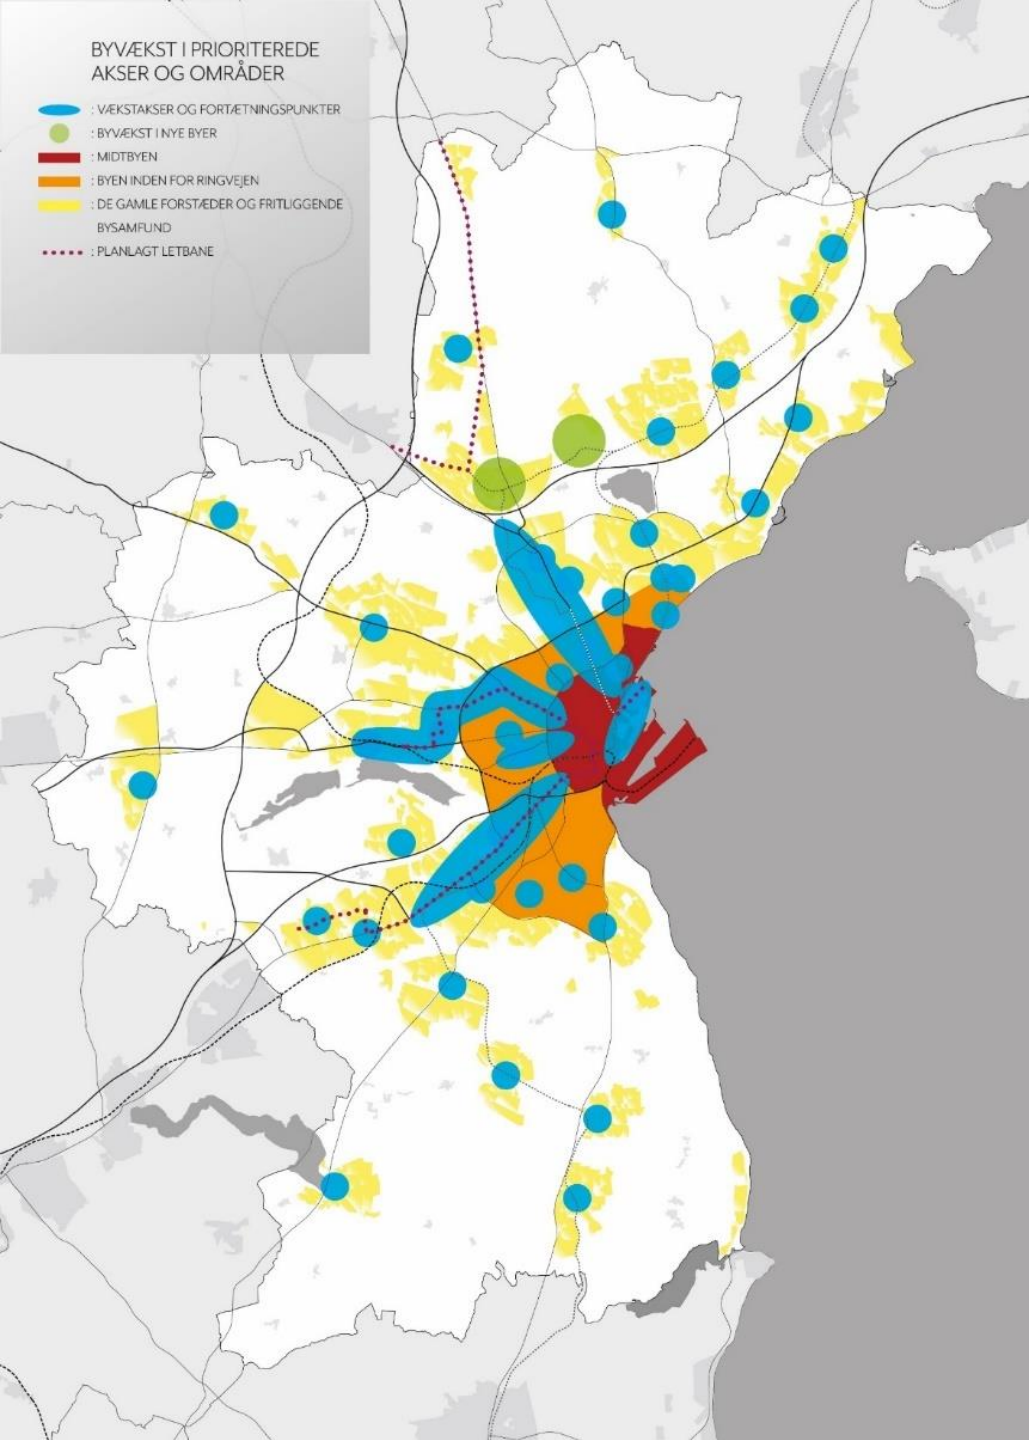 BYVÆKST I PRIORITEREDE
AKSER OG OMRÅDER
: VÆKSTAKSER OG FORTÆTNINGSPUNKTER
: BYVÆKST I NYE BYER
: MIDTBYEN
: BYEN INDEN FOR RINGVEJEN
: DE GAMLE FORSTÆDER OG FRITLIGGENDE
BYSAMFUND
: PLANLAGT LETBANE